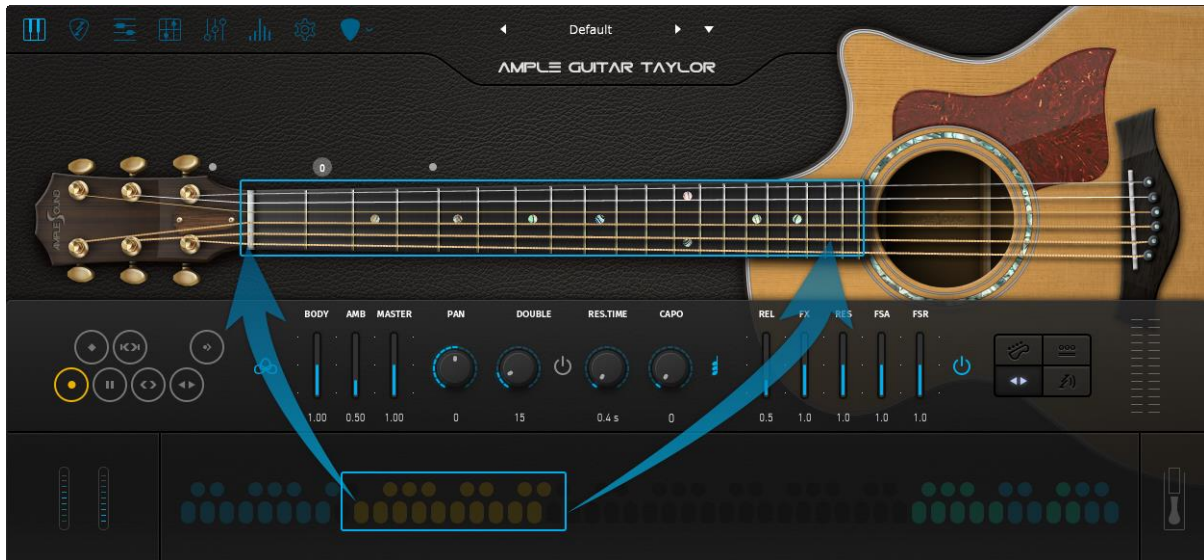 Default
AMPLE GUITAR TAYLOR
0
AMPLE SOUND
BODY AMB MASTER PAN DOUBLE RES.TIME CAPO REL FX RES FSA FSR
1.00 0.50 1.00 0 15 0.4 s 0 0.5 1.0 1.0 1.0 1.0